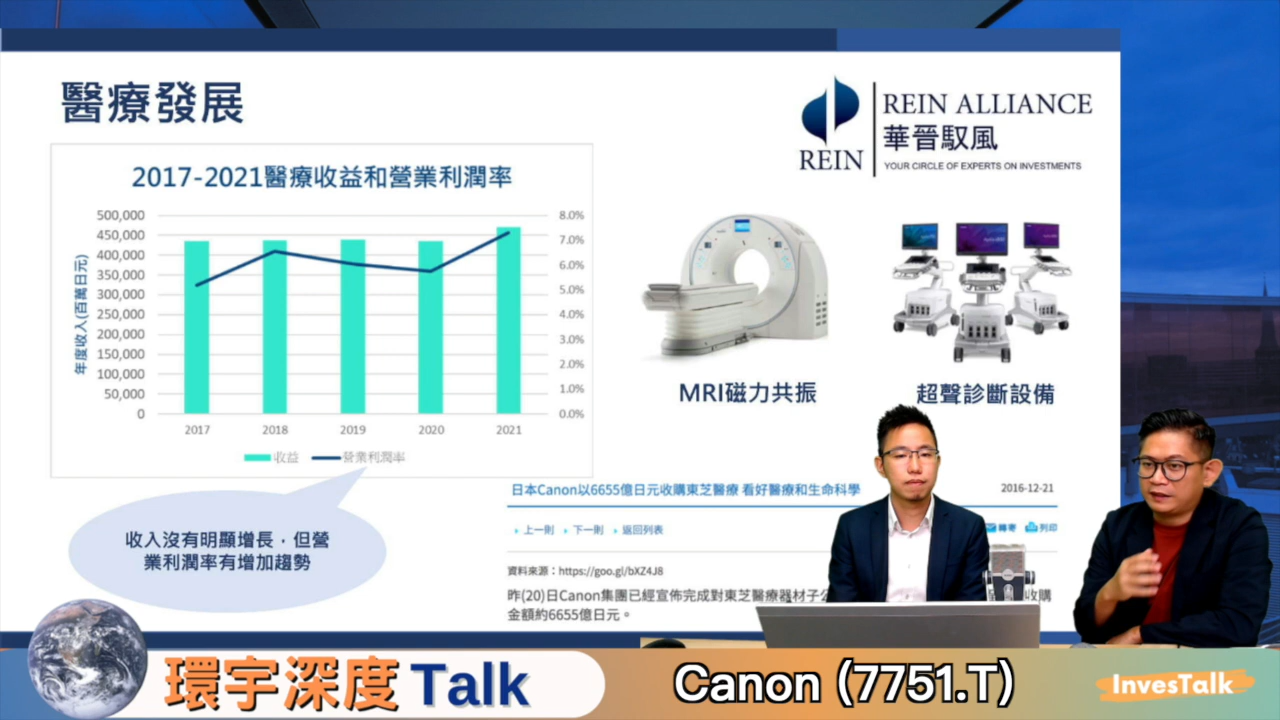 醫療發展
REIN
REIN ALLIANCE
華晉馭風
YOUR CIRCLE OF EXPERTS ON INVESTMENTS
2017-2021醫療收益和營業利潤率
年度收入(百萬日元)
500,000
450,000
400,000
350,000
300,000
250,000
200,000
150,000
100,000
50,000
0
8.0%
7.0%
6.0%
5.0%
4.0%
3.0%
2.0%
1.0%
0.0%
2017 2018 2019 2020 2021
收益 營業利潤率
MRI磁力共振
超聲診斷設備
收入沒有明顯增長，但營
業利潤率有增加趨勢
日本Canon以6655億日元收購東芝醫療 看好醫療和生命科學
2016-12-21
上一則 下一則 返回列表
轉寄 列印
資料來源：https://goo.gl/bXZ4J8
昨(20)日Canon集團已經宣佈完成對東芝醫療器材子 收購
金額約6655億日元。
環宇深度Talk
Canon (7751.T)
InvesTalk